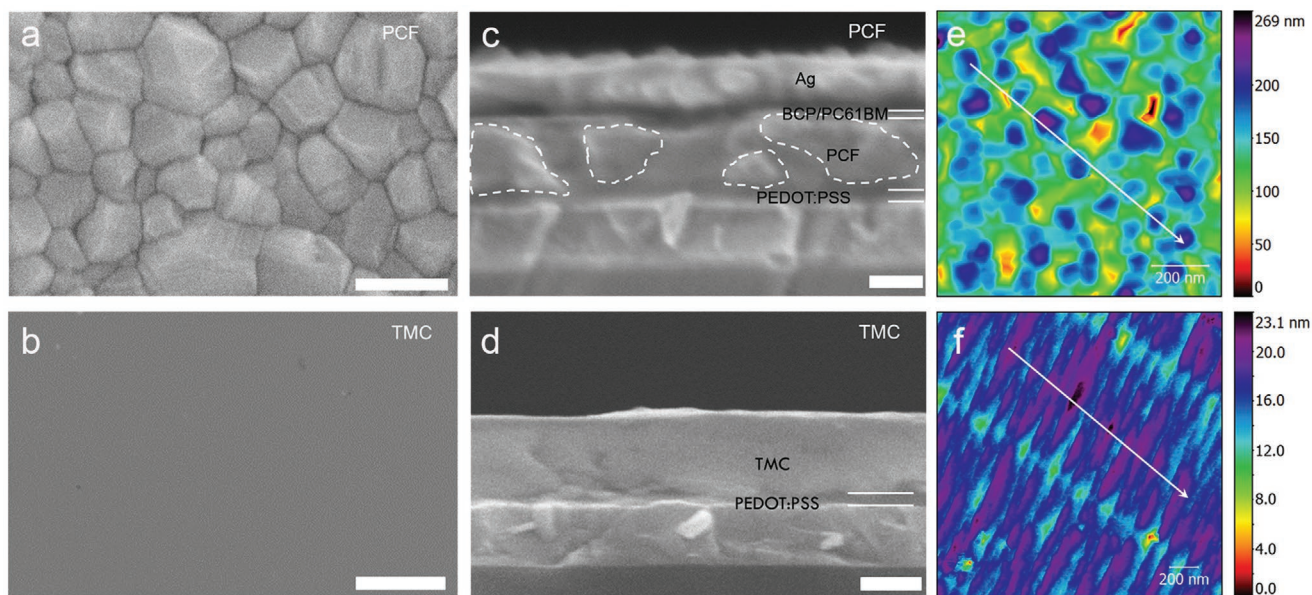 a
PCF
c
PCF
Ag
BCP/PC61BM
PCF
PEDOT:PSS
e
200 nm
269 nm
200
150
100
50
0
b
TMC
d
TMC
TMC
PEDOT:PSS
f
200 nm
23.1 nm
20.0
16.0
12.0
8.0
4.0
0.0